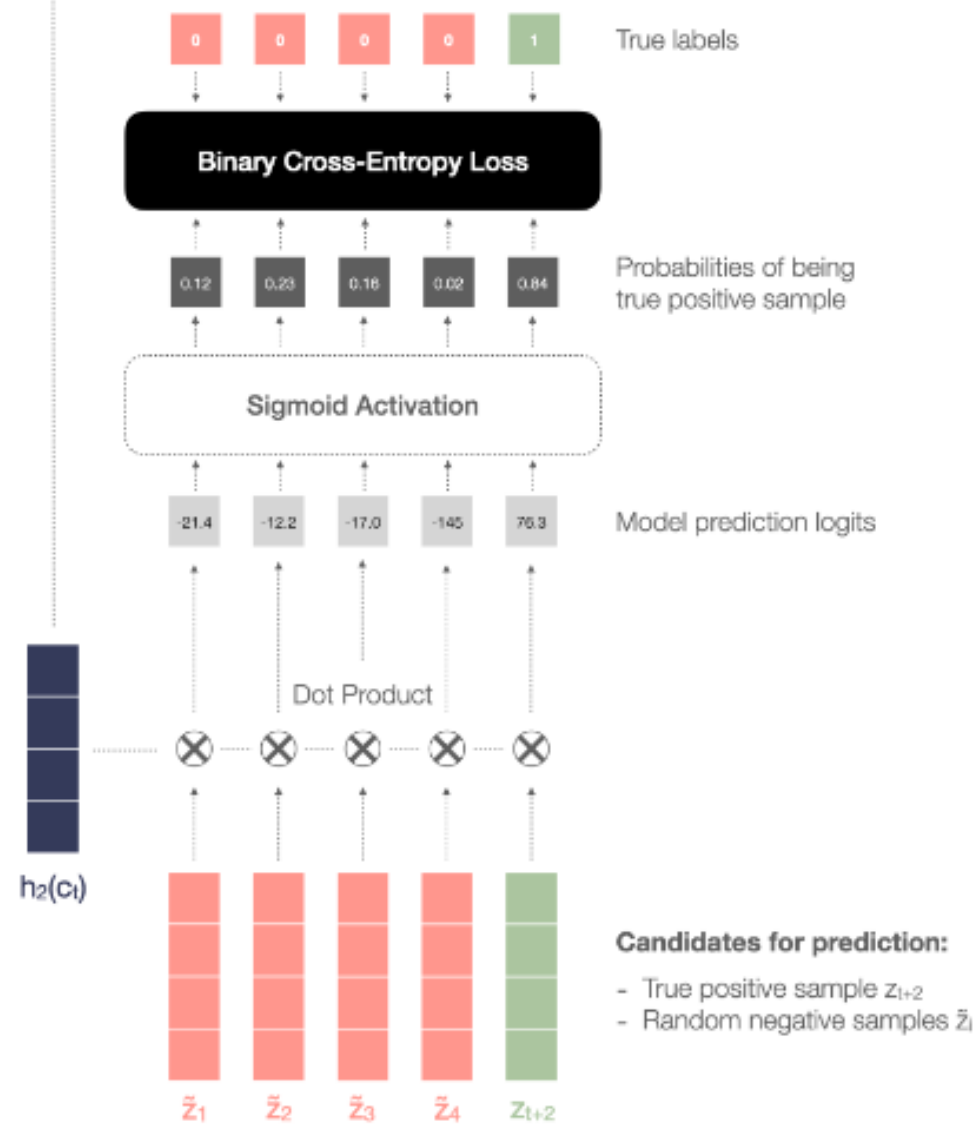 0 0 0 0 1 True labels
Binary Cross-Entropy Loss
Probabilities of being
true positive sample
0.12 0.23 0.16 0.02 0.84
Sigmoid Activation
-21.4 -12.2 -17.0 -145 76.3 Model prediction logits
Dot Product
h₂(cₜ)
Candidates for prediction:
- True positive sample zₜ₊₂
- Random negative samples z̃ᵢ
z̃₁ z̃₂ z̃₃ z̃₄ zₜ₊₂